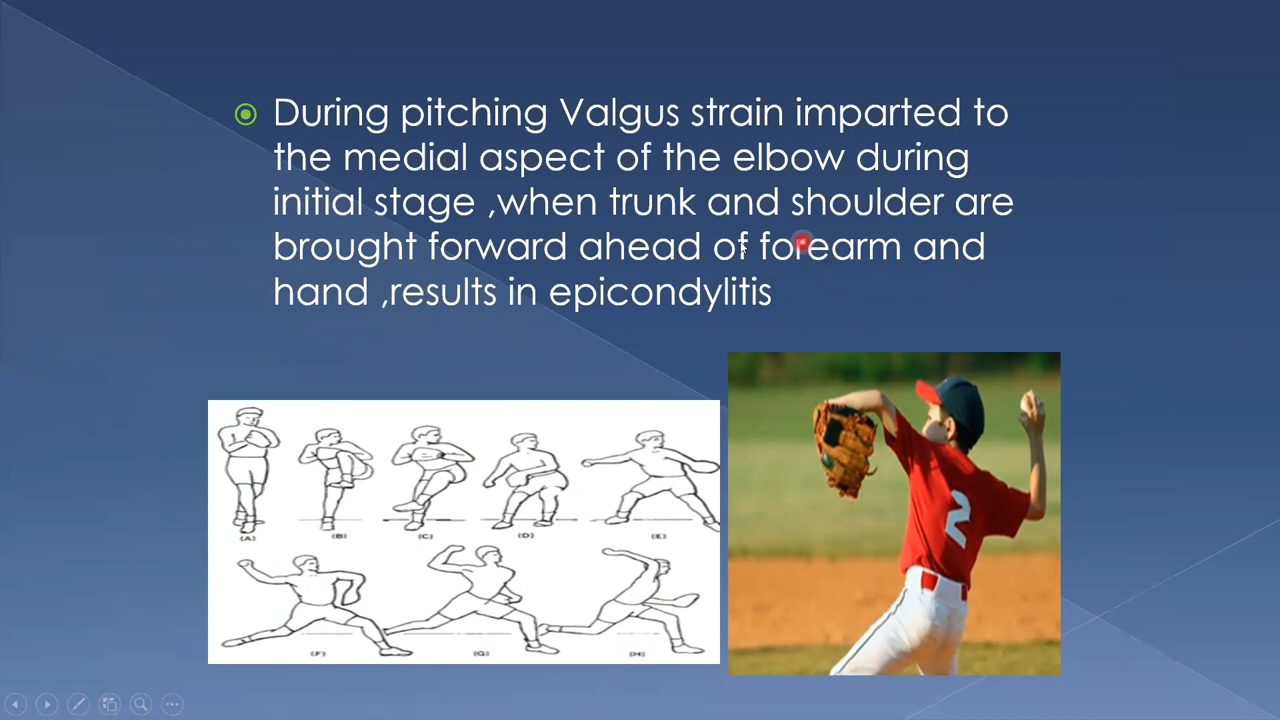 During pitching Valgus strain imparted to
the medial aspect of the elbow during
initial stage ,when trunk and shoulder are
brought forward ahead of forearm and
hand ,results in epicondylitis
(A) (B) (C) (D) (E)
(F) (G) (H)
2